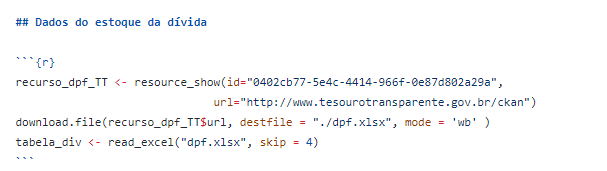 ## Dados do estoque da dívida
```{r}
recurso_dpf_TT <- resource_show(id="0402cb77-5e4c-4414-966f-0e87d802a29a",
url="http://www.tesourotransparente.gov.br/ckan")
download.file(recurso_dpf_TT$url, destfile = "./dpf.xlsx", mode = 'wb' )
tabela_div <- read_excel("dpf.xlsx", skip = 4)
```